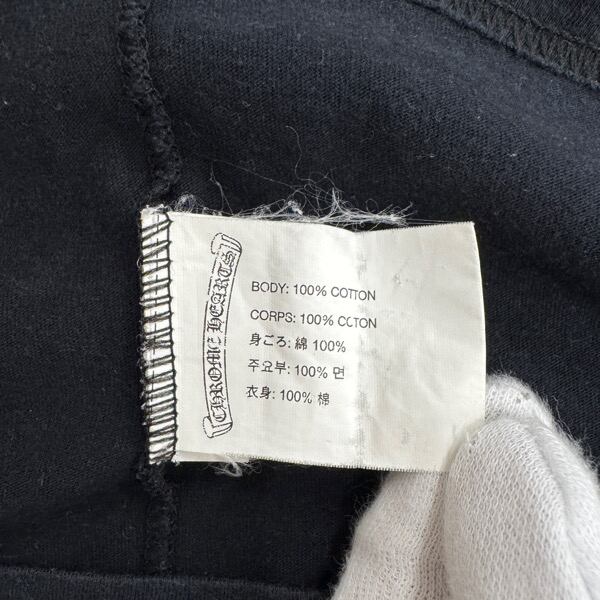 CHROME HEARTS
BODY: 100% COTTON
CORPS: 100% COTON
身ごろ: 綿 100%
주요부: 100% 면
衣身: 100% 棉